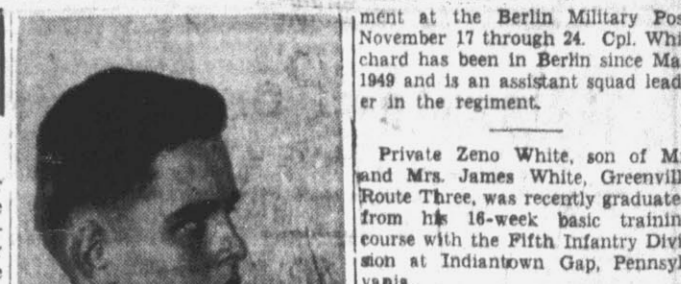 ment at the Berlin Military Pos
November 17 through 24. Cpl. Whi
chard has been in Berlin since Ma
1949 and is an assistant squad lead
er in the regiment.
Private Zeno White, son of M
and Mrs. James White, Greenvill
Route Three, was recently graduate
from his 16-week basic trainin
course with the Fifth Infantry Divi
sion at Indiantown Gap, Pennsyl
vania